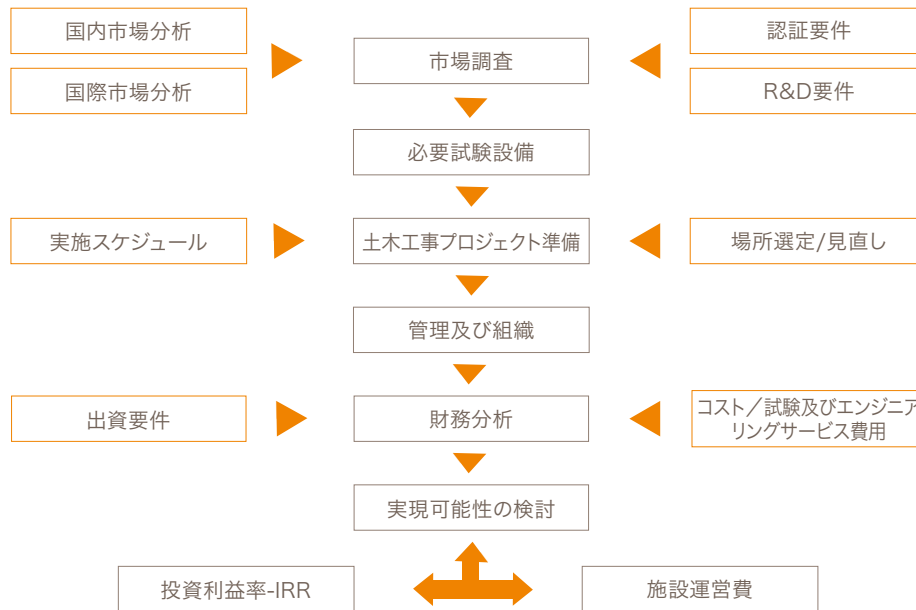 国内市場分析
認証要件
市場調査
国際市場分析
R&D要件
必要試験設備
実施スケジュール
土木工事プロジェクト準備
場所選定/見直し
管理及び組織
出資要件
財務分析
コスト／試験及びエンジニア
リングサービス費用
実現可能性の検討
投資利益率-IRR
施設運営費